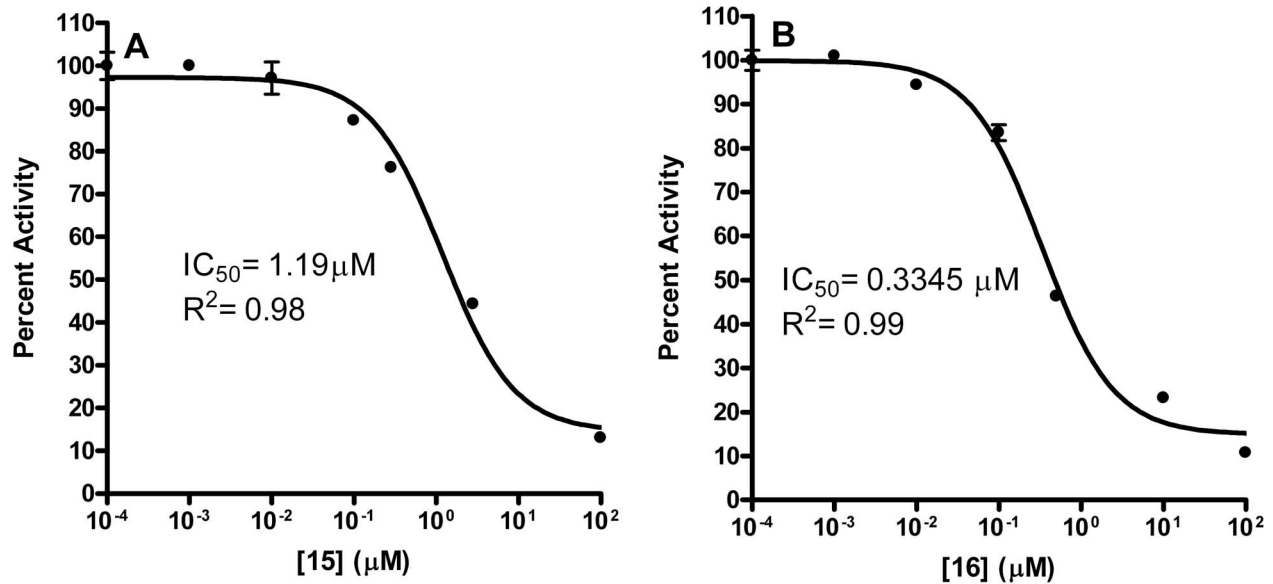 A
Percent Activity
110
100
90
80
70
60
50
40
30
20
10
0
IC₅₀= 1.19μM
R²= 0.98
10⁻⁴ 10⁻³ 10⁻² 10⁻¹ 10⁰ 10¹ 10²
[15] (μM)
B
Percent Activity
110
100
90
80
70
60
50
40
30
20
10
0
IC₅₀= 0.3345 μM
R²= 0.99
10⁻⁴ 10⁻³ 10⁻² 10⁻¹ 10⁰ 10¹ 10²
[16] (μM)